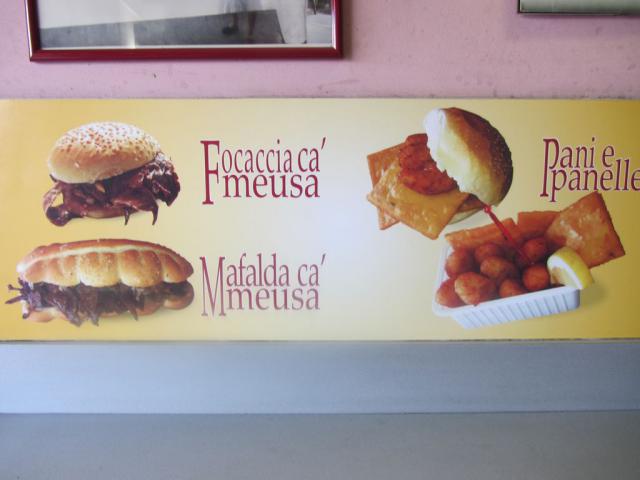 Focaccia ca'
meusa
Mafalda ca'
meusa
Pani e
panelle